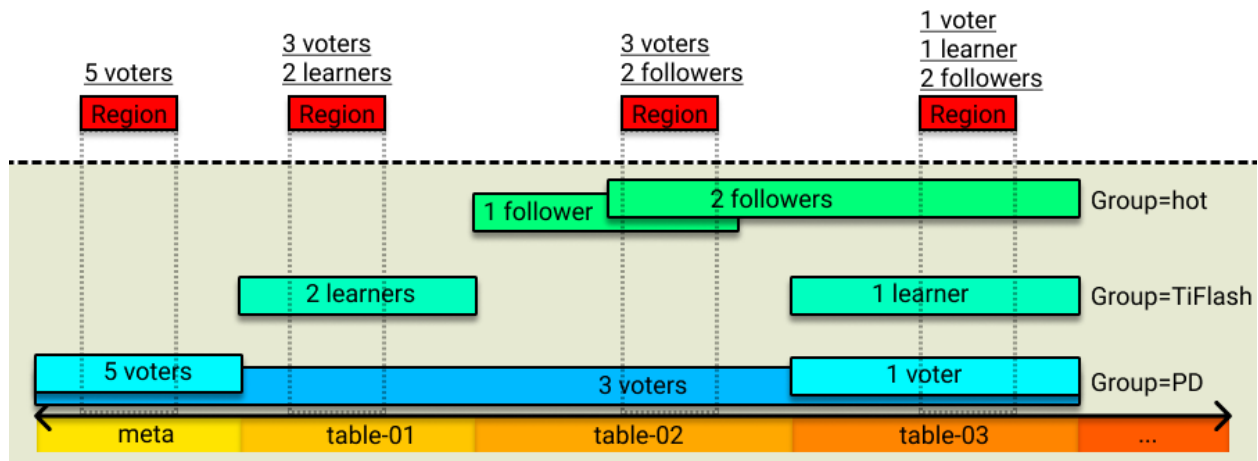 5 voters
3 voters
2 learners
3 voters
2 followers
1 voter
1 learner
2 followers
Region
Region
Region
Region
1 follower
2 followers
Group=hot
2 learners
1 learner
Group=TiFlash
5 voters
3 voters
1 voter
Group=PD
meta
table-01
table-02
table-03
...